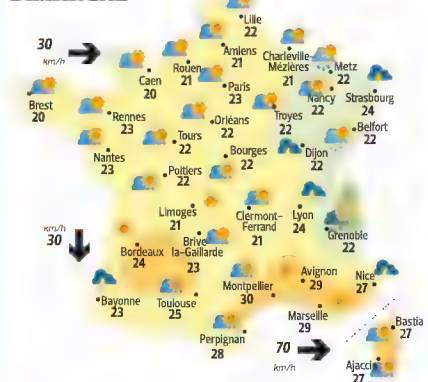 Lille
22
30
km/h
Amiens
21
Charleville-
Mézières
21
Rouen
21
Metz
22
Caen
20
Paris
23
Nancy
22
Strasbourg
24
Brest
20
Rennes
23
Orléans
22
Troyes
22
Belfort
22
Tours
22
Nantes
23
Bourges
22
Dijon
22
Poitiers
22
Limoges
21
Clermont-
Ferrand
21
Lyon
24
Grenoble
22
km/h
30
Bordeaux
24
Brive
la-Gaillarde
23
Avignon
29
Nice
27
Bayonne
23
Toulouse
25
Montpellier
30
Marseille
29
Perpignan
28
70
km/h
Bastia
27
Ajaccio
27